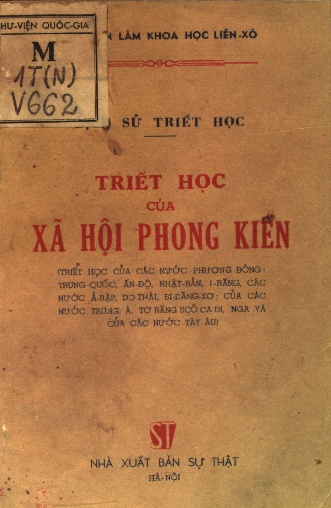 HƯ-VIỆN QUỐC-GIA
M
1T(N)
V662
N LÂM KHOA HỌC LIÊN-XÔ
SỬ TRIẾT HỌC
TRIẾT HỌC
CỦA
XÃ HỘI PHONG KIẾN
(TRIẾT HỌC CỦA CÁC NƯỚC PHƯƠNG ĐÔNG:
TRUNG QUỐC, ẤN-ĐỘ, NHẬT-BẢN, I-RĂNG, CÁC
NƯỚC Ả-RẬP, DO THÁI, BI-DĂNG-XƠ; CỦA CÁC
NƯỚC TRUNG Á, TƠ RĂNG SCÔ CA DI, NGA VÀ
CỦA CÁC NƯỚC TÂY ÂU)
ST
NHÀ XUẤT BẢN SỰ THẬT
HÀ-NỘI